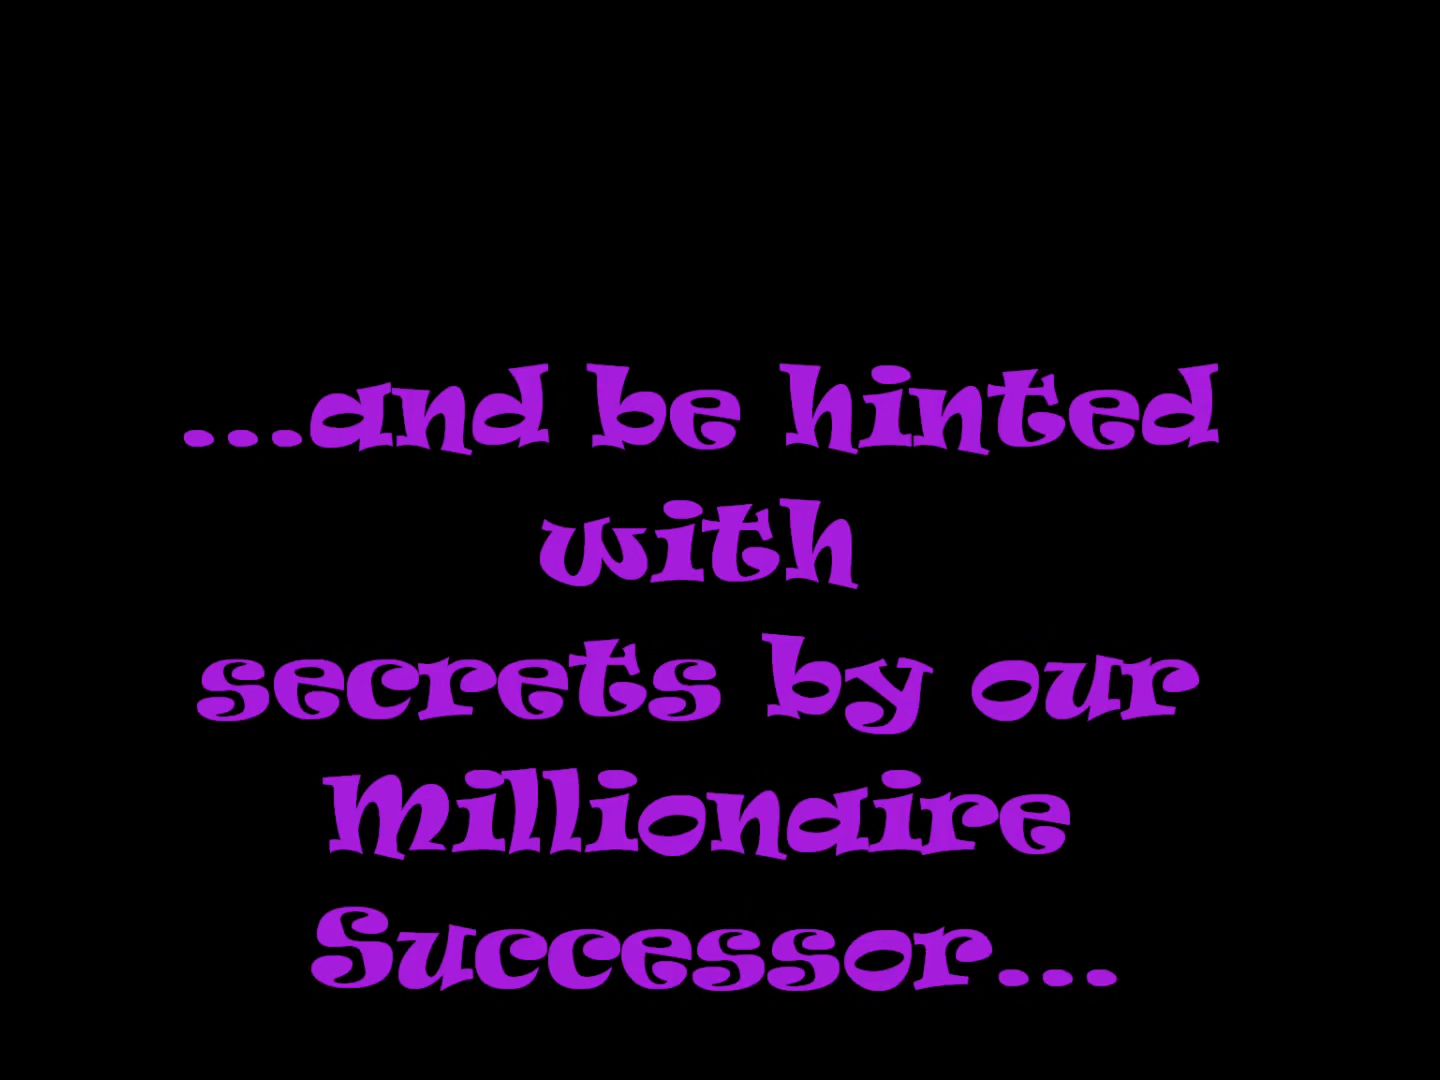 ...and be hinted
with
secrets by our
Millionaire
Successor...